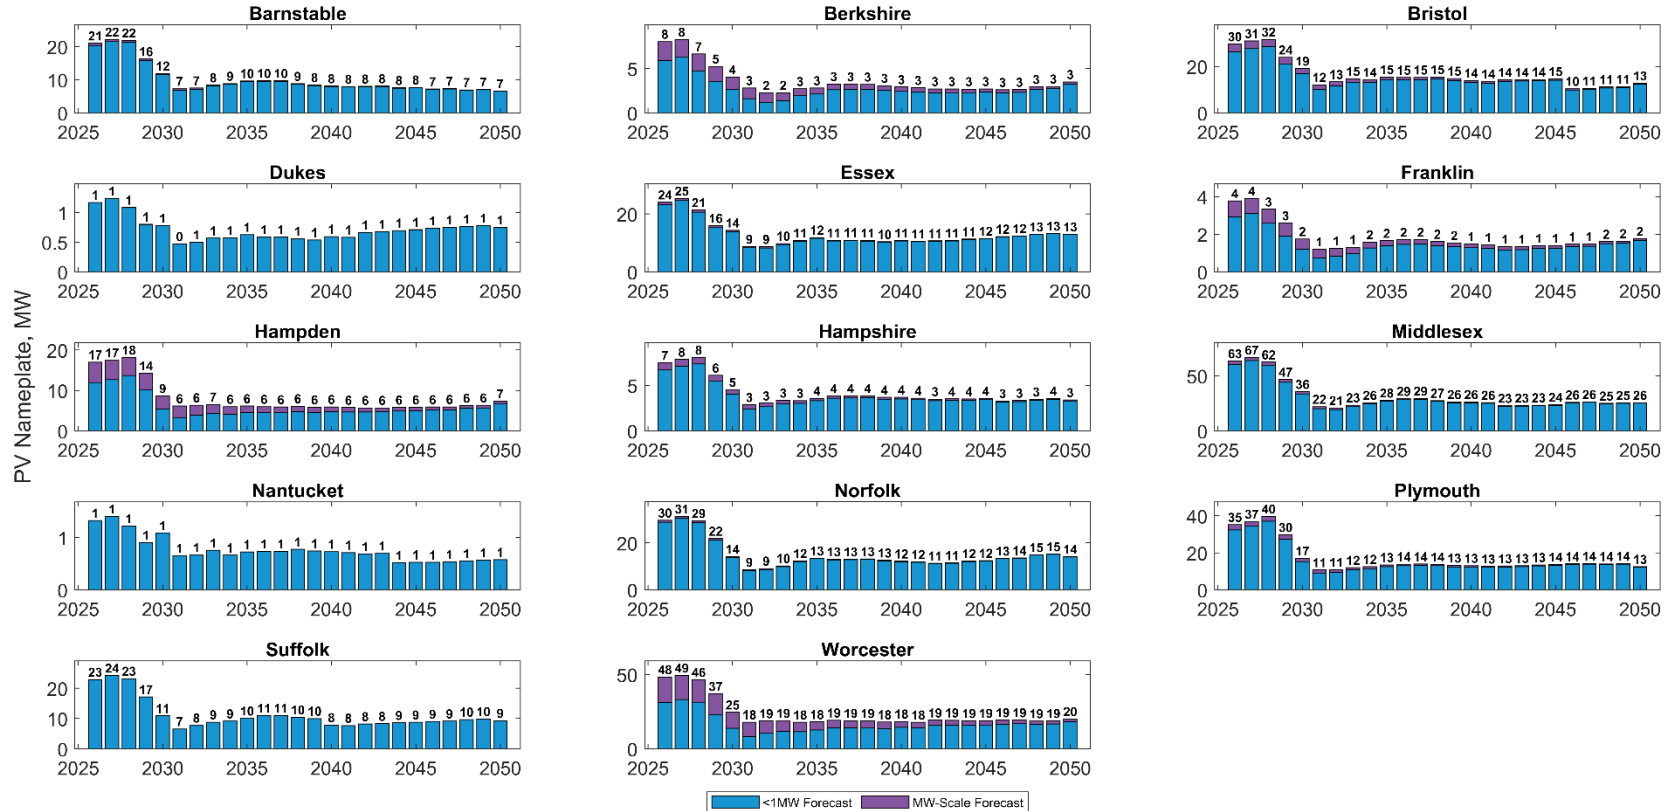 Barnstable
Berkshire
Bristol
21 22 22 16 12 7 7 8 9 10 10 10 9 8 8 8 8 8 8 8 7 7 7 7 7
8 8 7 5 4 3 2 2 3 3 3 3 3 3 3 3 3 3 3 3 3 3 3 3 3
30 31 32 24 19 12 13 15 14 15 15 15 15 15 14 14 14 14 14 15 10 10 11 11 13
20
10
0
5
0
20
0
2025 2030 2035 2040 2045 2050
2025 2030 2035 2040 2045 2050
2025 2030 2035 2040 2045 2050
Dukes
Essex
Franklin
1 1 1 1 1 0 1 1 1 1 1 1 1 1 1 1 1 1 1 1 1 1 1 1 1
24 25 21 16 14 9 9 10 11 12 11 11 11 10 11 11 11 11 11 11 12 12 13 13 13
4 4 3 3 2 1 1 1 2 2 2 2 2 2 1 1 1 1 1 1 1 1 2 2 2
1
0.5
0
20
0
4
2
0
2025 2030 2035 2040 2045 2050
2025 2030 2035 2040 2045 2050
2025 2030 2035 2040 2045 2050
PV Nameplate, MW
Hampden
Hampshire
Middlesex
17 17 18 14 9 6 6 6 6 6 6 6 6 6 6 6 6 6 6 6 6 6 6 6 7
7 8 8 6 5 3 3 3 3 4 4 4 4 4 4 4 3 4 3 4 3 3 3 4 3
63 67 62 47 36 22 21 23 25 28 29 29 27 26 26 26 23 23 23 24 26 26 25 25 26
20
10
0
5
0
50
0
2025 2030 2035 2040 2045 2050
2025 2030 2035 2040 2045 2050
2025 2030 2035 2040 2045 2050
Nantucket
Norfolk
Plymouth
1 1 1 1 1 1 1 1 1 1 1 1 1 1 1 1 1 1 1 1 1 1 1 1 1
30 31 29 22 14 9 9 10 12 13 13 13 13 13 12 12 11 11 12 12 13 14 15 15 14
35 37 40 30 17 11 11 12 12 13 14 14 14 13 13 13 13 13 13 14 14 14 14 14 13
1
0
20
0
40
20
0
2025 2030 2035 2040 2045 2050
2025 2030 2035 2040 2045 2050
2025 2030 2035 2040 2045 2050
Suffolk
Worcester
23 24 23 17 11 7 8 9 9 10 11 11 10 10 8 8 8 8 9 9 9 9 10 10 9
48 49 46 37 25 18 19 19 18 18 19 19 19 18 18 18 19 19 19 19 19 19 19 19 20
20
10
0
50
0
2025 2030 2035 2040 2045 2050
2025 2030 2035 2040 2045 2050
<1MW Forecast MW-Scale Forecast